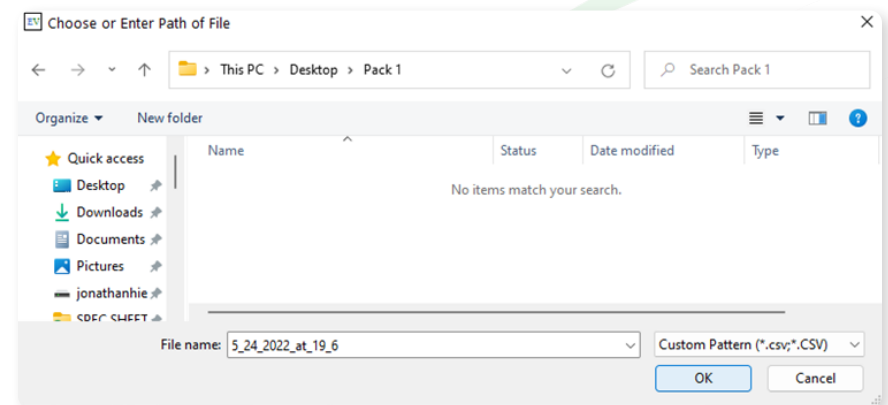 EV Choose or Enter Path of File
This PC > Desktop > Pack 1
Search Pack 1
Organize New folder
Name Status Date modified Type
No items match your search.
Quick access
Desktop
Downloads
Documents
Pictures
jonathanhie
SPEC SHEET
File name: 5_24_2022_at_19_6 Custom Pattern (*.csv;*.CSV)
OK Cancel